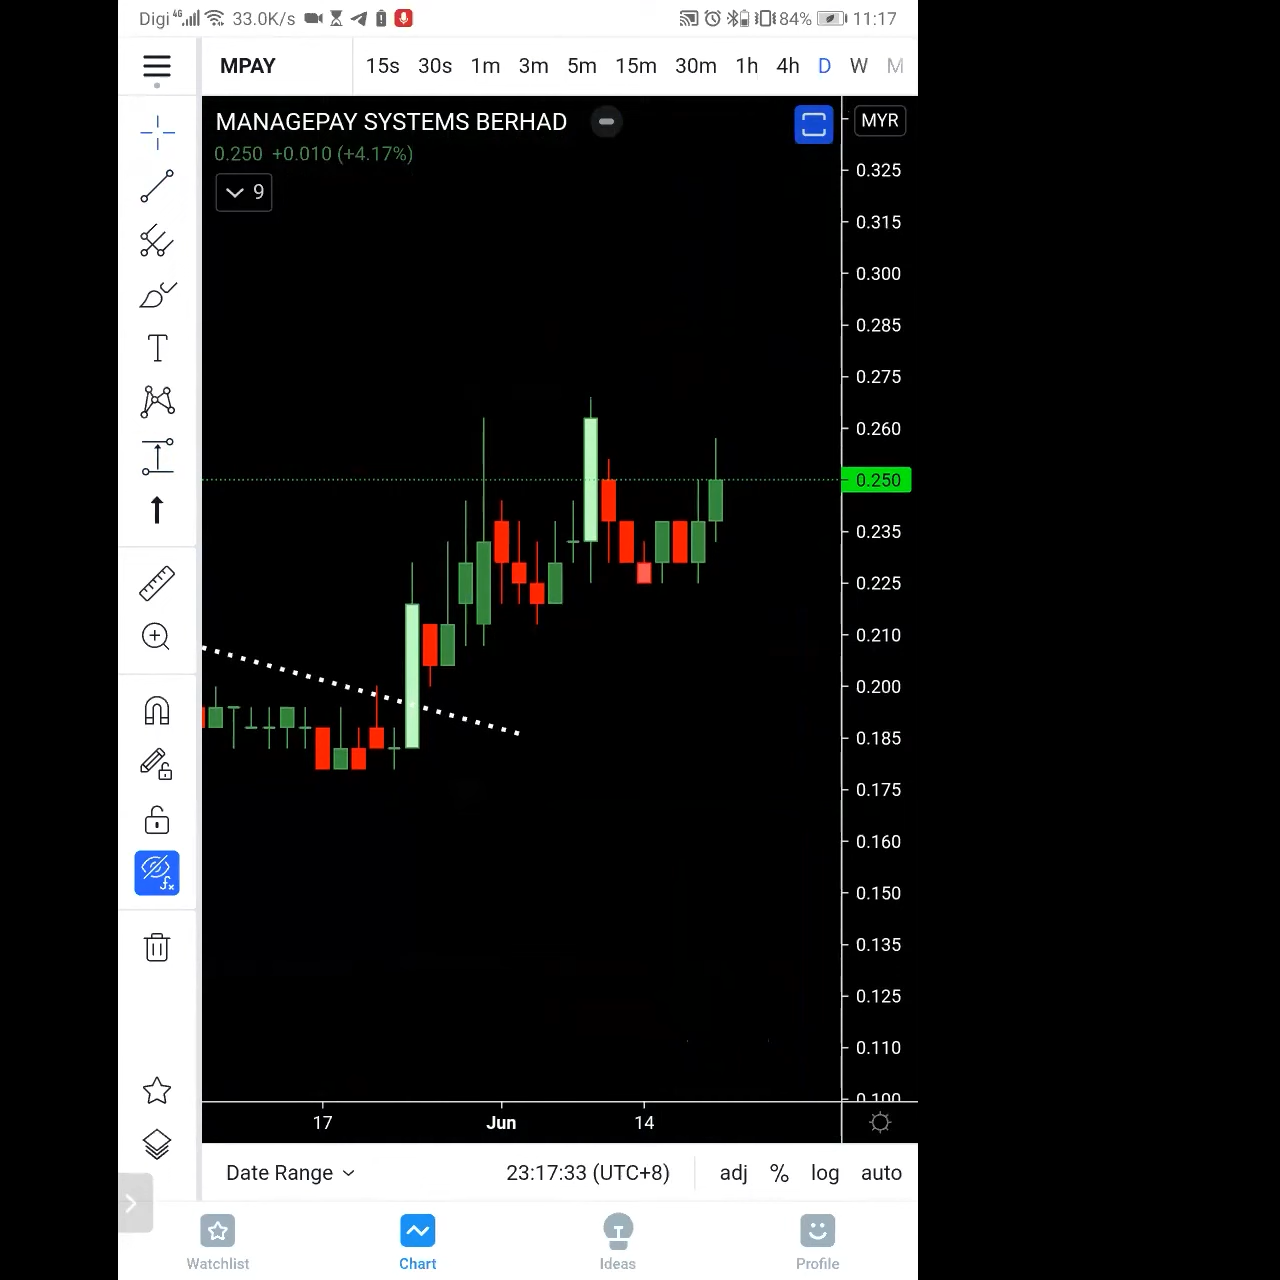 Digi 4G 33.0K/s 84% 11:17
MPAY 15s 30s 1m 3m 5m 15m 30m 1h 4h D W M
MANAGEPAY SYSTEMS BERHAD MYR
0.250 +0.010 (+4.17%)
9
0.325
0.315
0.300
0.285
0.275
0.260
0.250
0.235
0.225
0.210
0.200
0.185
0.175
0.160
0.150
0.135
0.125
0.110
0.100
17 Jun 14
Date Range 23:17:33 (UTC+8) adj % log auto
Watchlist Chart Ideas Profile